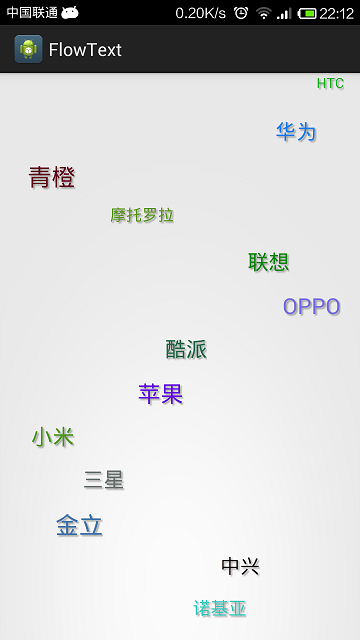 中国联通 0.20K/s 22:12
FlowText
HTC
华为
青橙
摩托罗拉
联想
OPPO
酷派
苹果
小米
三星
金立
中兴
诺基亚